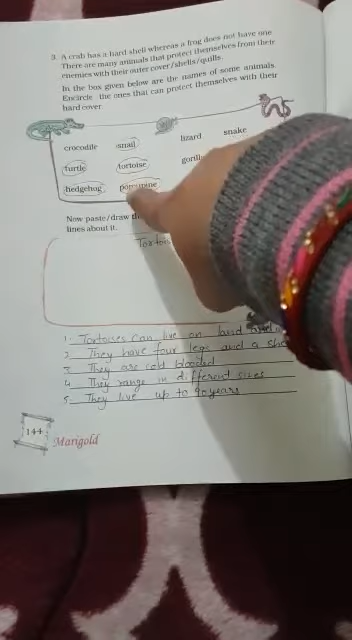 3. A crab has a hard shell whereas a frog does not have one.
There are many animals that protect themselves from their
enemies with their outer cover/shells/quills.
In the box given below are the names of some animals.
Encircle the ones that can protect themselves with their
hard cover.
crocodile snail lizard snake
turtle tortoise
hedgehog porcupine
Now paste/draw
lines about it.
1. Tortoises can live on land
2. They have four legs and a
3. They are cold blooded
4. They range in different sizes
5. They live up to 90 years
144
Marigold